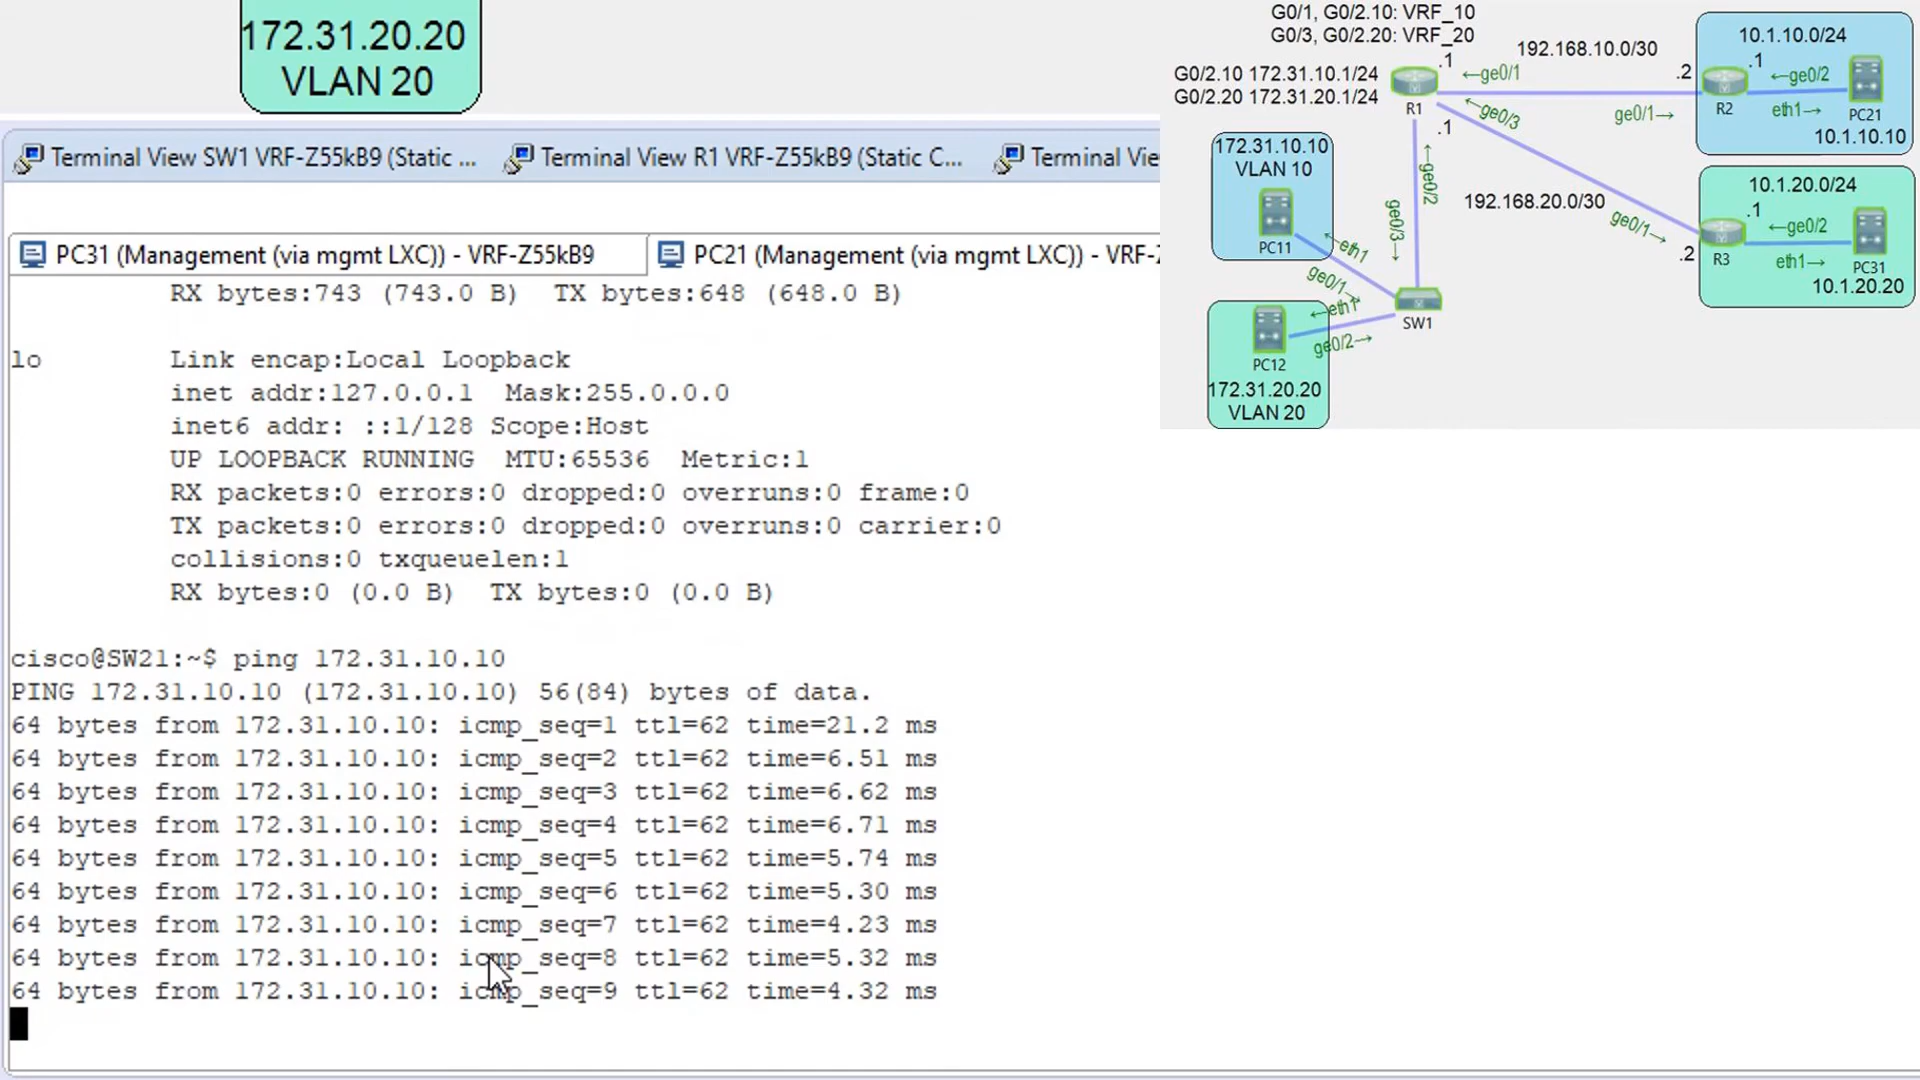 172.31.20.20
VLAN 20
Terminal View SW1 VRF-Z55kB9 (Static ...
Terminal View R1 VRF-Z55kB9 (Static C...
Terminal Vie
PC31 (Management (via mgmt LXC)) - VRF-Z55kB9
PC21 (Management (via mgmt LXC)) - VRF-Z
RX bytes:743 (743.0 B)  TX bytes:648 (648.0 B)
lo        Link encap:Local Loopback
inet addr:127.0.0.1  Mask:255.0.0.0
inet6 addr: ::1/128 Scope:Host
UP LOOPBACK RUNNING  MTU:65536  Metric:1
RX packets:0 errors:0 dropped:0 overruns:0 frame:0
TX packets:0 errors:0 dropped:0 overruns:0 carrier:0
collisions:0 txqueuelen:1
RX bytes:0 (0.0 B)  TX bytes:0 (0.0 B)
cisco@SW21:~$ ping 172.31.10.10
PING 172.31.10.10 (172.31.10.10) 56(84) bytes of data.
64 bytes from 172.31.10.10: icmp_seq=1 ttl=62 time=21.2 ms
64 bytes from 172.31.10.10: icmp_seq=2 ttl=62 time=6.51 ms
64 bytes from 172.31.10.10: icmp_seq=3 ttl=62 time=6.62 ms
64 bytes from 172.31.10.10: icmp_seq=4 ttl=62 time=6.71 ms
64 bytes from 172.31.10.10: icmp_seq=5 ttl=62 time=5.74 ms
64 bytes from 172.31.10.10: icmp_seq=6 ttl=62 time=5.30 ms
64 bytes from 172.31.10.10: icmp_seq=7 ttl=62 time=4.23 ms
64 bytes from 172.31.10.10: icmp_seq=8 ttl=62 time=5.32 ms
64 bytes from 172.31.10.10: icmp_seq=9 ttl=62 time=4.32 ms
G0/1, G0/2.10: VRF_10
G0/3, G0/2.20: VRF_20
G0/2.10 172.31.10.1/24
G0/2.20 172.31.20.1/24
R1
.1
←ge0/1
192.168.10.0/30
ge0/1→
.2
R2
10.1.10.0/24
.1
←ge0/2
eth1→
PC21
10.1.10.10
←ge0/3
.1
←ge0/2
ge0/3→
192.168.20.0/30
ge0/1→
.2
R3
10.1.20.0/24
.1
←ge0/2
eth1→
PC31
10.1.20.20
172.31.10.10
VLAN 10
PC11
←eth1
ge0/1→
SW1
←eth1
ge0/2→
PC12
172.31.20.20
VLAN 20